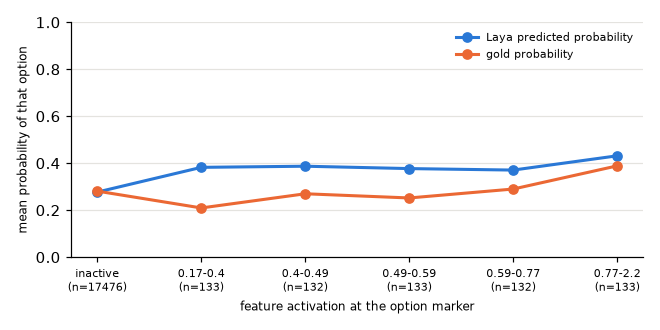 1.0
0.8
0.6
0.4
0.2
0.0
mean probability of that option
Laya predicted probability
gold probability
inactive
(n=17476)
0.17-0.4
(n=133)
0.4-0.49
(n=132)
0.49-0.59
(n=133)
0.59-0.77
(n=132)
0.77-2.2
(n=133)
feature activation at the option marker